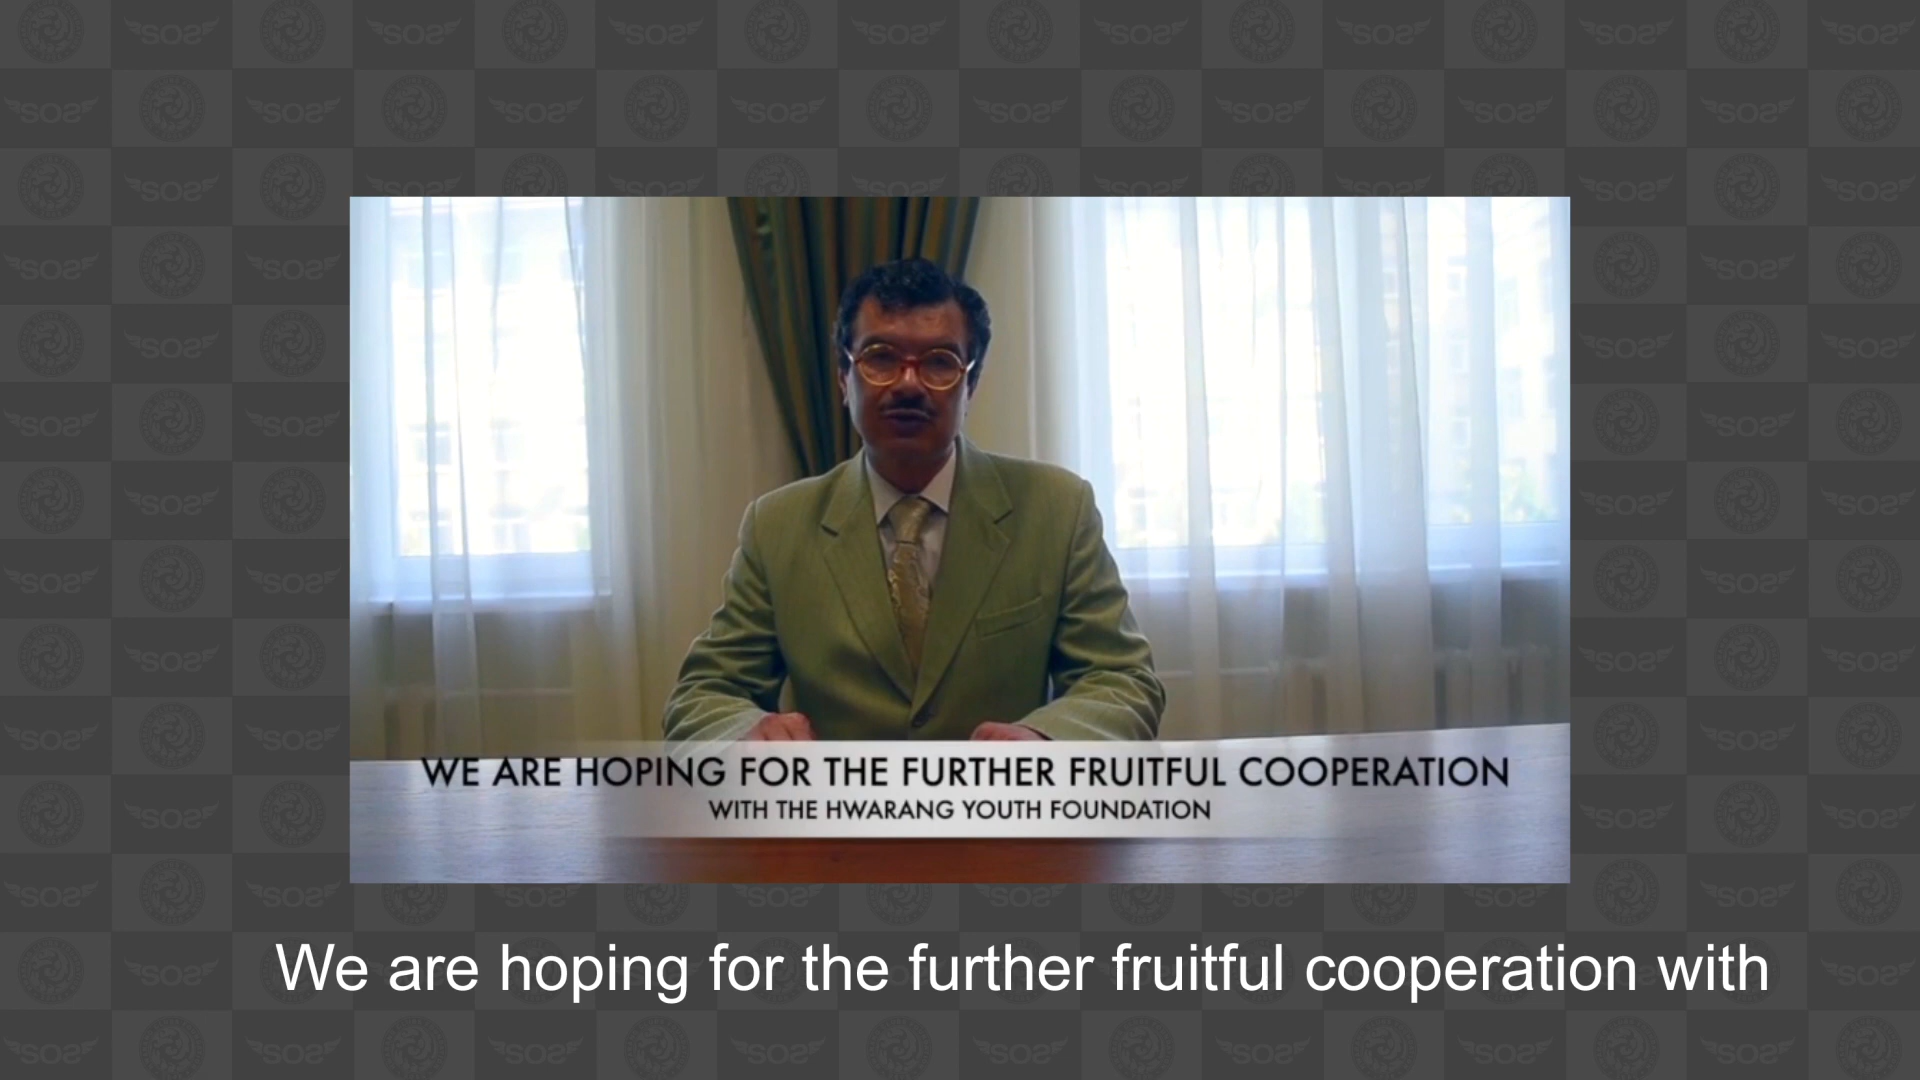 WE ARE HOPING FOR THE FURTHER FRUITFUL COOPERATION
WITH THE HWARANG YOUTH FOUNDATION
We are hoping for the further fruitful cooperation with